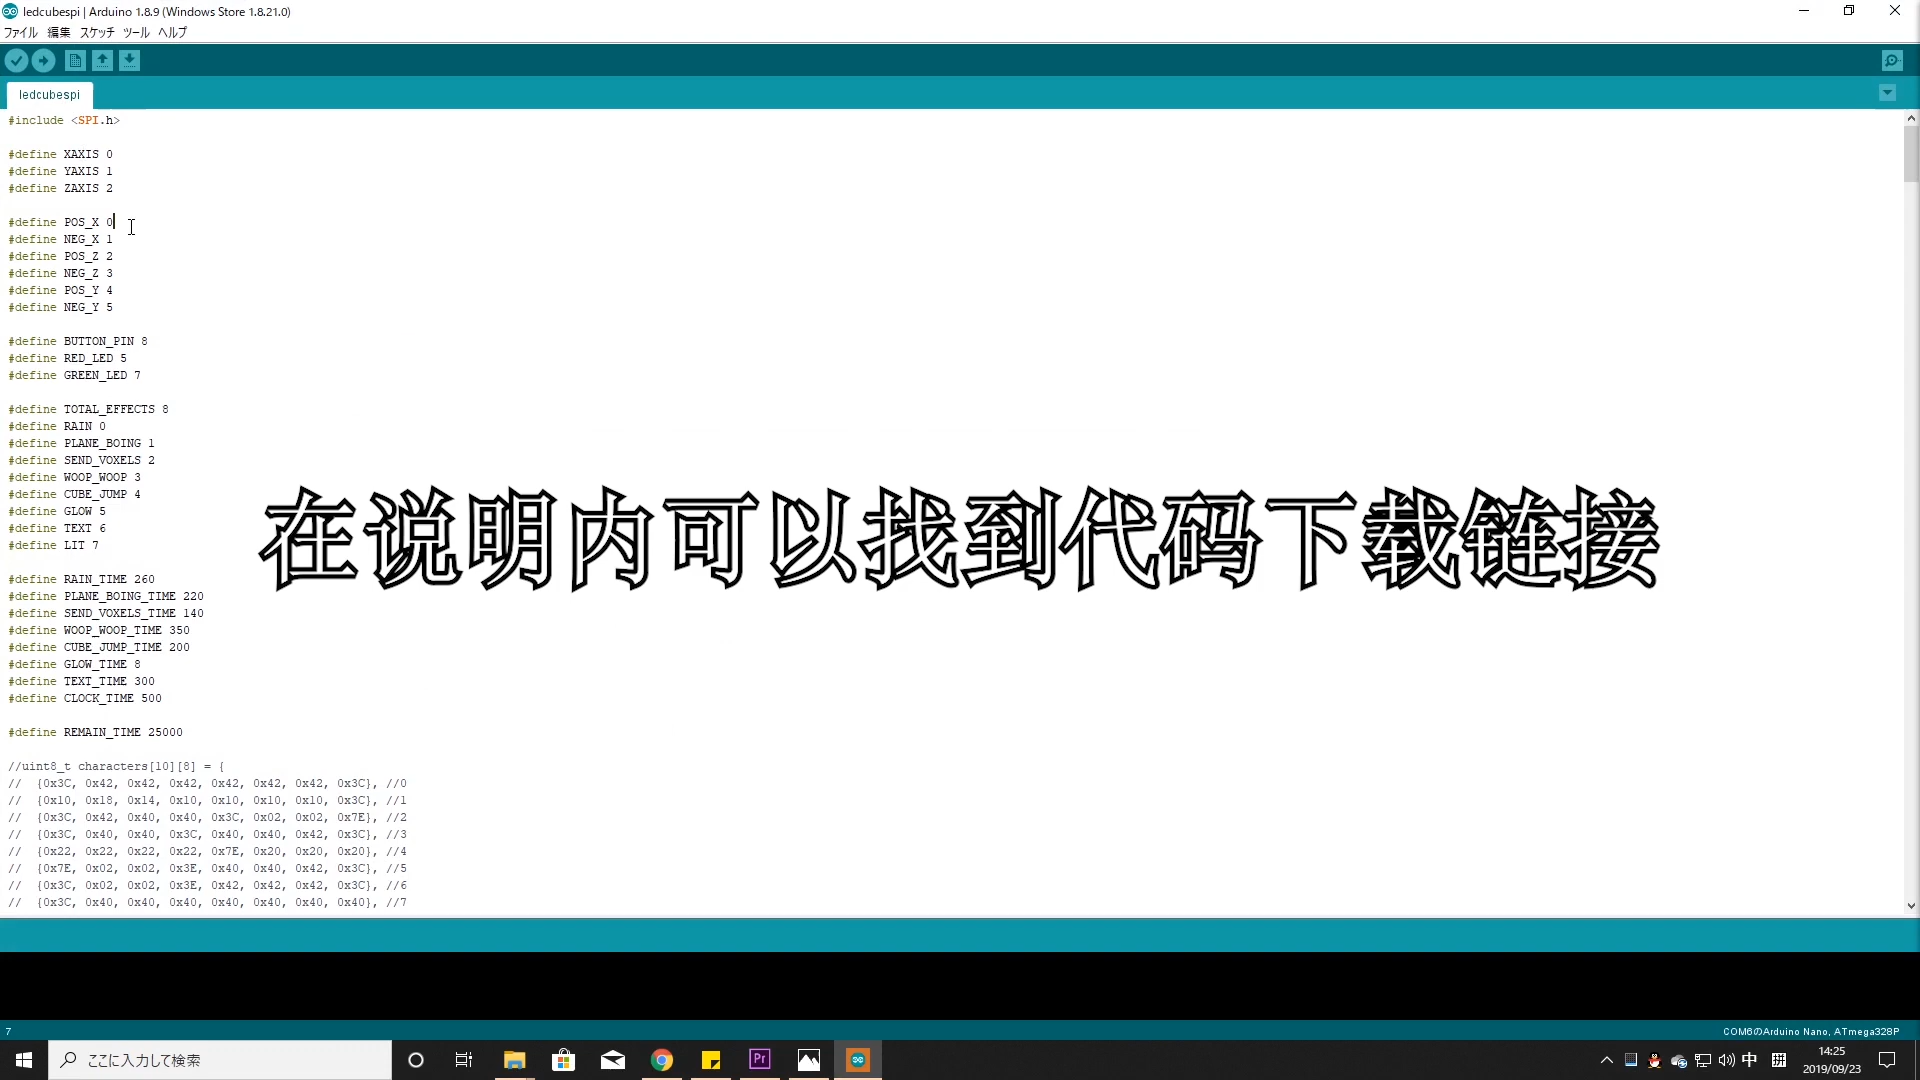 ledcubespi | Arduino 1.8.9 (Windows Store 1.8.21.0)
ファイル 編集 スケッチ ツール ヘルプ
ledcubespi
#include <SPI.h>
#define XAXIS 0
#define YAXIS 1
#define ZAXIS 2
#define POS_X 0
#define NEG_X 1
#define POS_Z 2
#define NEG_Z 3
#define POS_Y 4
#define NEG_Y 5
#define BUTTON_PIN 8
#define RED_LED 5
#define GREEN_LED 7
#define TOTAL_EFFECTS 8
#define RAIN 0
#define PLANE_BOING 1
#define SEND_VOXELS 2
#define WOOP_WOOP 3
#define CUBE_JUMP 4
#define GLOW 5
#define TEXT 6
#define LIT 7
在说明内可以找到代码下载链接
#define RAIN_TIME 260
#define PLANE_BOING_TIME 220
#define SEND_VOXELS_TIME 140
#define WOOP_WOOP_TIME 350
#define CUBE_JUMP_TIME 200
#define GLOW_TIME 8
#define TEXT_TIME 300
#define CLOCK_TIME 500
#define REMAIN_TIME 25000
//uint8_t characters[10][8] = {
//  {0x3C, 0x42, 0x42, 0x42, 0x42, 0x42, 0x42, 0x3C}, //0
//  {0x10, 0x18, 0x14, 0x10, 0x10, 0x10, 0x10, 0x3C}, //1
//  {0x3C, 0x42, 0x40, 0x40, 0x3C, 0x02, 0x02, 0x7E}, //2
//  {0x3C, 0x40, 0x40, 0x3C, 0x40, 0x40, 0x42, 0x3C}, //3
//  {0x22, 0x22, 0x22, 0x22, 0x7E, 0x20, 0x20, 0x20}, //4
//  {0x7E, 0x02, 0x02, 0x3E, 0x40, 0x40, 0x42, 0x3C}, //5
//  {0x3C, 0x02, 0x02, 0x3E, 0x42, 0x42, 0x42, 0x3C}, //6
//  {0x3C, 0x40, 0x40, 0x40, 0x40, 0x40, 0x40, 0x40}, //7
7
COM6のArduino Nano, ATmega328P
ここに入力して検索
Pr
中
拼
14:25
2019/09/23